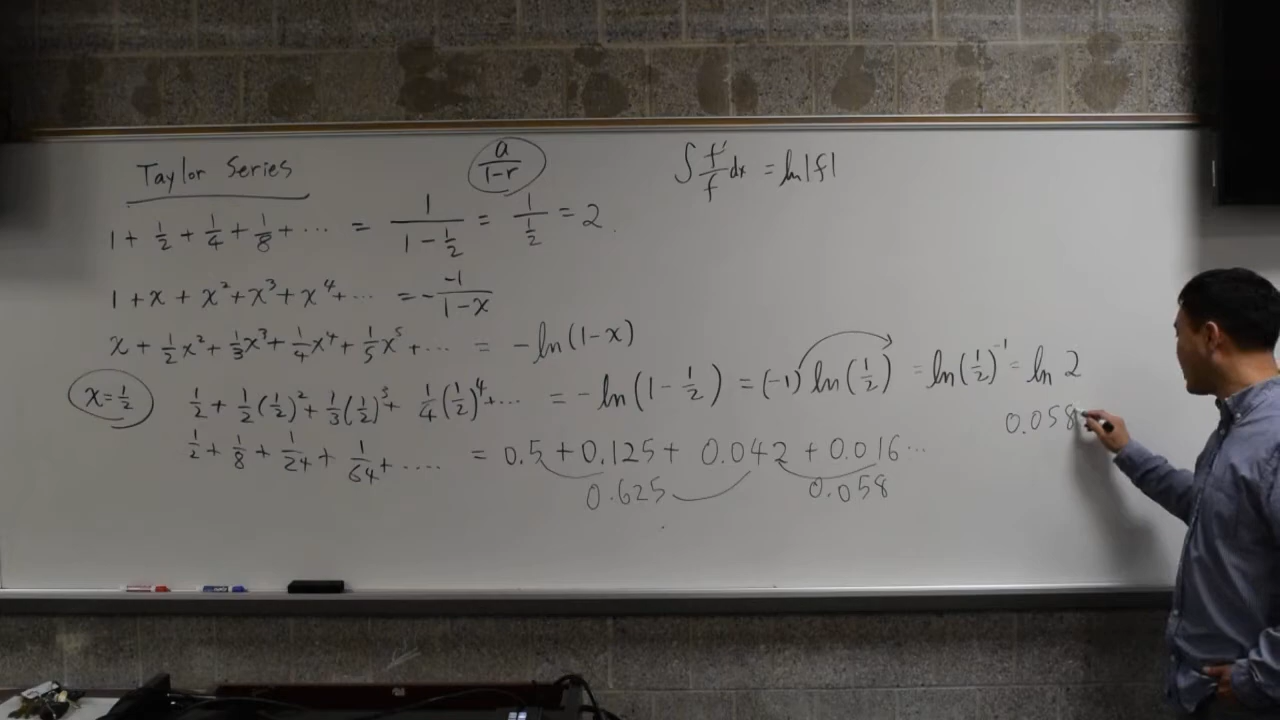 Taylor Series
a/(1-r)
∫ f'/f dx = ln|f|
1 + 1/2 + 1/4 + 1/8 + ... = 1/(1 - 1/2) = 1/(1/2) = 2
1 + x + x² + x³ + x⁴ + ... = - -1/(1-x)
x + 1/2 x² + 1/3 x³ + 1/4 x⁴ + 1/5 x⁵ + ... = -ln(1-x)
x = 1/2
1/2 + 1/2 (1/2)² + 1/3 (1/2)³ + 1/4 (1/2)⁴ + ... = -ln(1 - 1/2) = (-1) ln(1/2) = ln(1/2)⁻¹ = ln 2
0.058
1/2 + 1/8 + 1/24 + 1/64 + .... = 0.5 + 0.125 + 0.042 + 0.016 ...
0.625 0.058